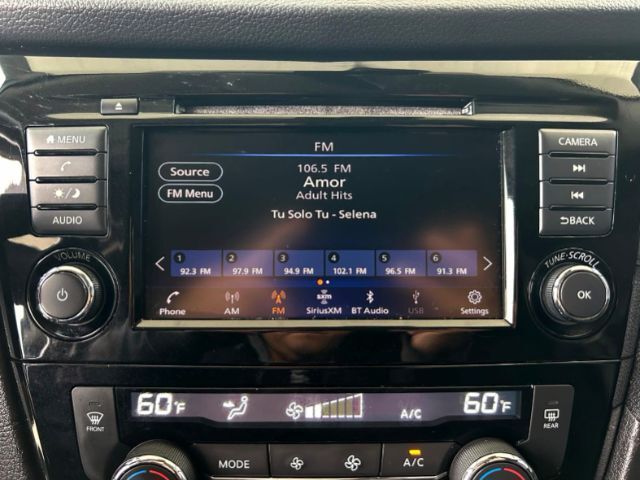 FM
MENU
CAMERA
Source
106.5 FM
Amor
FM Menu
Adult Hits
Tu Solo Tu - Selena
AUDIO
BACK
VOLUME
TUNE·SCROLL
1 2 3 4 5 6
92.3 FM 97.9 FM 94.9 FM 102.1 FM 96.5 FM 91.3 FM
OK
sxm
Phone AM FM SiriusXM BT Audio USB Settings
60°F A/C 60°F
FRONT
REAR
MODE A/C